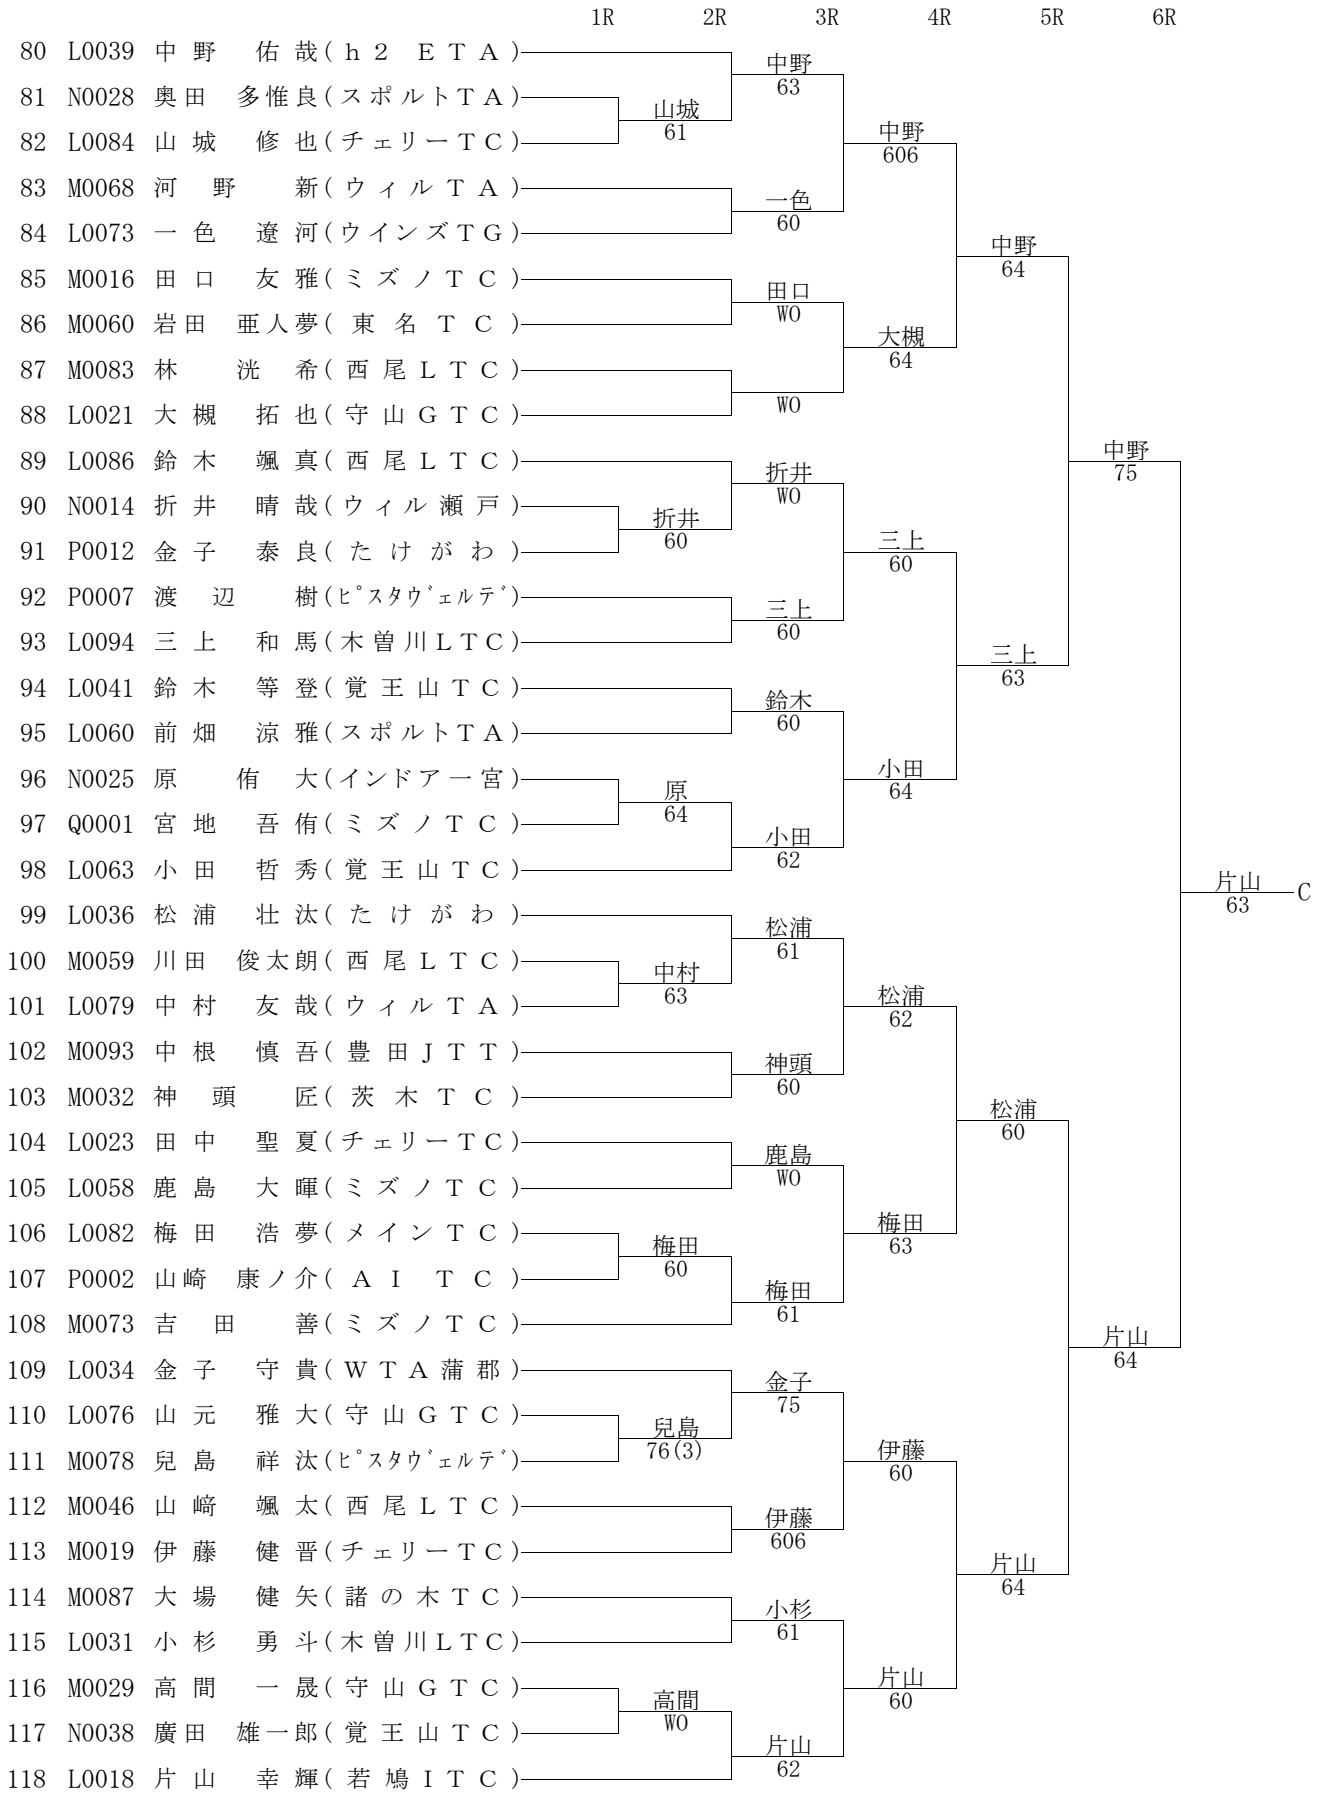 1R 2R 3R 4R 5R 6R
80 L0039 中野 佑哉(h2 ETA)
中野
63
81 N0028 奥田 多惟良(スポルトTA)
山城
61
82 L0084 山城 修也(チェリーTC)
中野
606
83 M0068 河野 新(ウィルTA)
一色
60
84 L0073 一色 遼河(ウインズTG)
中野
64
85 M0016 田口 友雅(ミズノTC)
田口
WO
86 M0060 岩田 亜人夢(東名TC)
大槻
64
87 M0083 林 洸希(西尾LTC)
WO
88 L0021 大槻 拓也(守山GTC)
中野
75
89 L0086 鈴木 颯真(西尾LTC)
折井
WO
90 N0014 折井 晴哉(ウィル瀬戸)
折井
60
91 P0012 金子 泰良(たけがわ)
三上
60
92 P0007 渡辺 樹(ピスタヴェルデ)
三上
60
93 L0094 三上 和馬(木曽川LTC)
三上
63
94 L0041 鈴木 等登(覚王山TC)
鈴木
60
95 L0060 前畑 涼雅(スポルトTA)
小田
64
96 N0025 原 侑大(インドア一宮)
原
64
97 Q0001 宮地 吾侑(ミズノTC)
小田
62
98 L0063 小田 哲秀(覚王山TC)
片山 C
63
99 L0036 松浦 壮汰(たけがわ)
松浦
61
100 M0059 川田 俊太朗(西尾LTC)
中村
63
101 L0079 中村 友哉(ウィルTA)
松浦
62
102 M0093 中根 慎吾(豊田JTT)
神頭
60
103 M0032 神頭 匠(茨木TC)
松浦
60
104 L0023 田中 聖夏(チェリーTC)
鹿島
WO
105 L0058 鹿島 大暉(ミズノTC)
梅田
63
106 L0082 梅田 浩夢(メインTC)
梅田
60
107 P0002 山崎 康ノ介(AI TC)
梅田
61
108 M0073 吉田 善(ミズノTC)
片山
64
109 L0034 金子 守貴(WTA蒲郡)
金子
75
110 L0076 山元 雅大(守山GTC)
兒島
76(3)
111 M0078 兒島 祥汰(ピスタヴェルデ)
伊藤
60
112 M0046 山﨑 颯太(西尾LTC)
伊藤
606
113 M0019 伊藤 健晋(チェリーTC)
片山
64
114 M0087 大場 健矢(諸の木TC)
小杉
61
115 L0031 小杉 勇斗(木曽川LTC)
片山
60
116 M0029 高間 一晟(守山GTC)
高間
WO
117 N0038 廣田 雄一郎(覚王山TC)
片山
62
118 L0018 片山 幸輝(若鳩ITC)